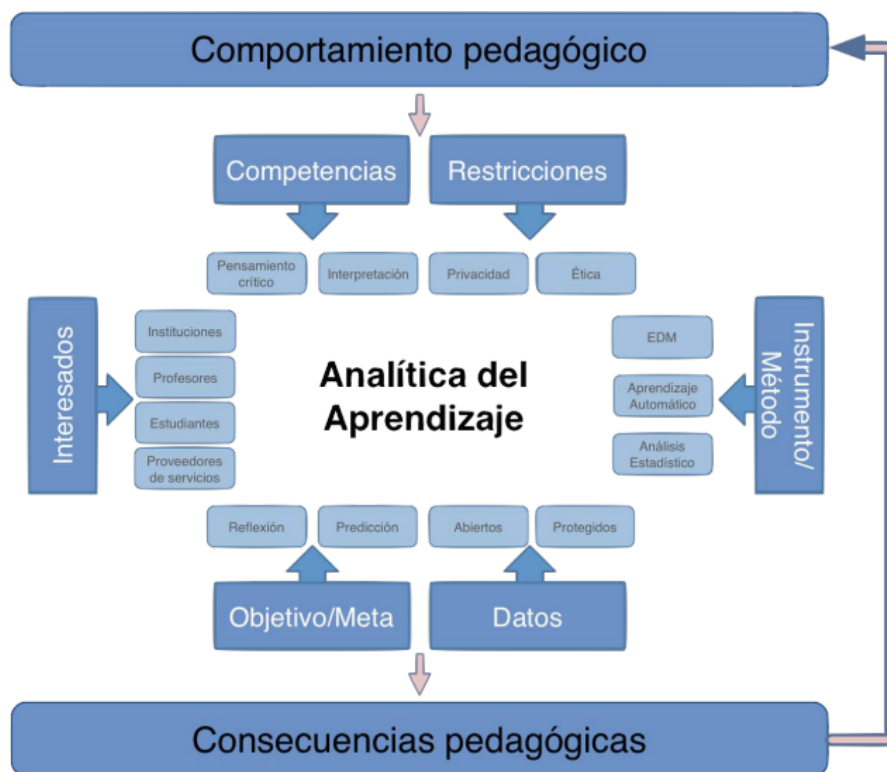 Comportamiento pedagógico
Competencias
Restricciones
Pensamiento
crítico
Interpretación
Privacidad
Ética
Interesados
Instituciones
Profesores
Estudiantes
Proveedores
de servicios
Analítica del
Aprendizaje
EDM
Aprendizaje
Automático
Análisis
Estadístico
Instrumento/
Método
Reflexión
Predicción
Abiertos
Protegidos
Objetivo/Meta
Datos
Consecuencias pedagógicas